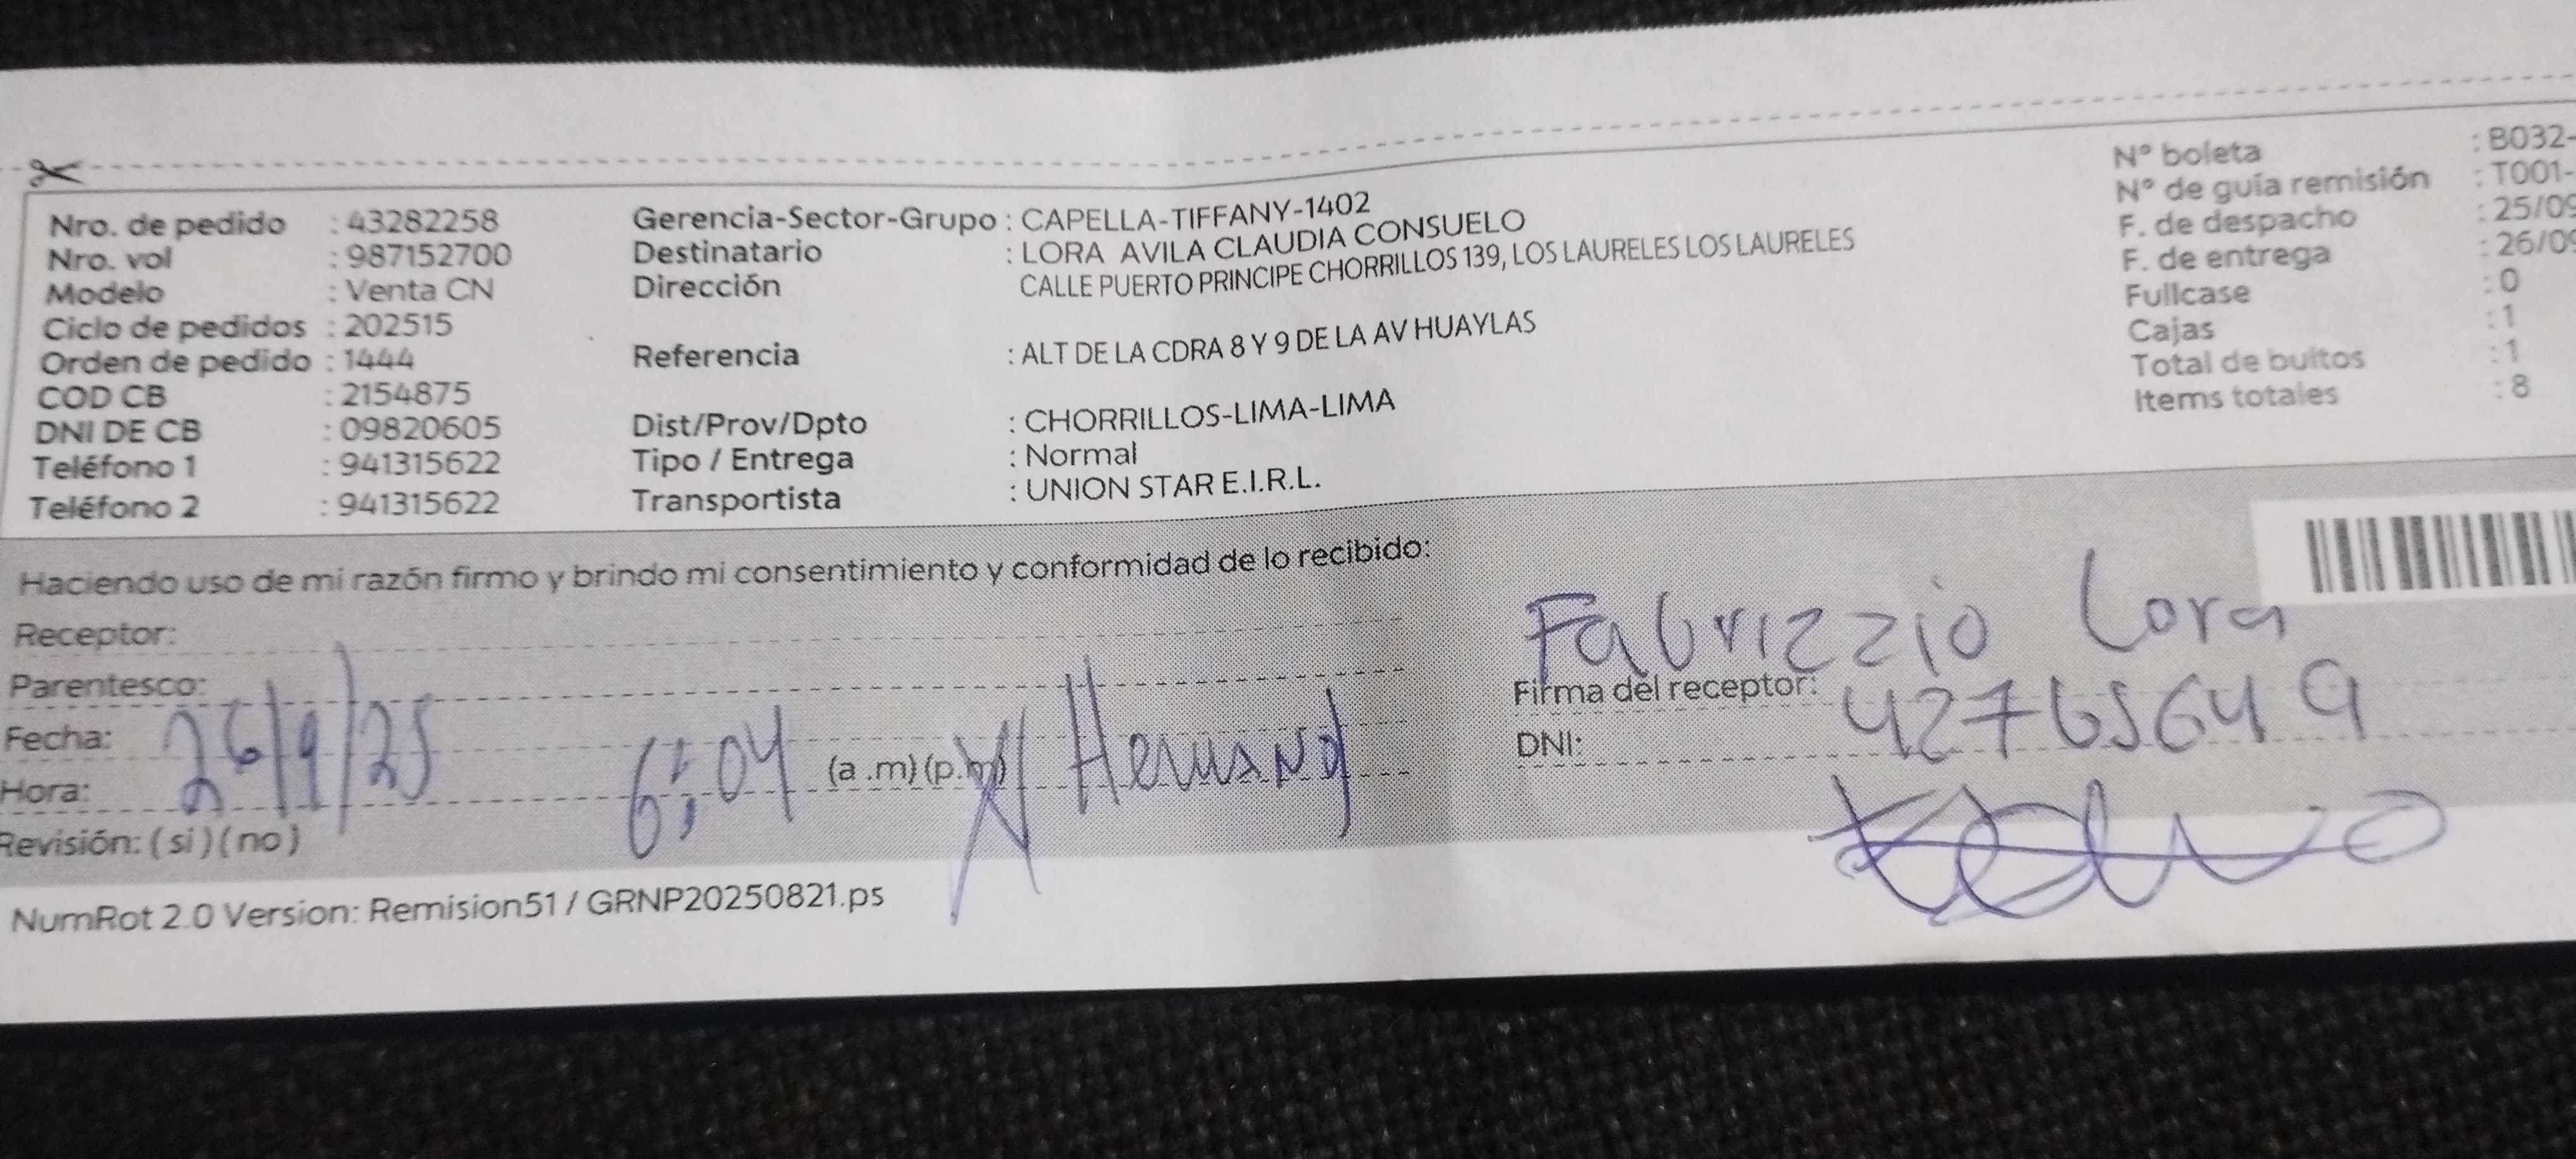 Nro. de pedido : 43282258
Nro. vol : 987152700
Modelo : Venta CN
Ciclo de pedidos : 202515
Orden de pedido : 1444
COD CB : 2154875
DNI DE CB : 09820605
Teléfono 1 : 941315622
Teléfono 2 : 941315622
Gerencia-Sector-Grupo : CAPELLA-TIFFANY-1402
Destinatario : LORA AVILA CLAUDIA CONSUELO
Dirección CALLE PUERTO PRINCIPE CHORRILLOS 139, LOS LAURELES LOS LAURELES
Referencia : ALT DE LA CDRA 8 Y 9 DE LA AV HUAYLAS
Dist/Prov/Dpto : CHORRILLOS-LIMA-LIMA
Tipo / Entrega : Normal
Transportista : UNION STAR E.I.R.L.
N° boleta : B032-
N° de guía remisión : T001-
F. de despacho : 25/09
F. de entrega : 26/09
Fullcase : 0
Cajas : 1
Total de bultos : 1
Items totales : 8
Haciendo uso de mi razón firmo y brindo mi consentimiento y conformidad de lo recibido:
Receptor:
Parentesco:
Fecha: 26/9/25
Hora: 6:04 (a .m) (p.m) Hermano
Revisión: ( si ) ( no )
Fabrizzio Lora
Firma del receptor:
DNI: 42765649
NumRot 2.0 Version: Remision51 / GRNP20250821.ps